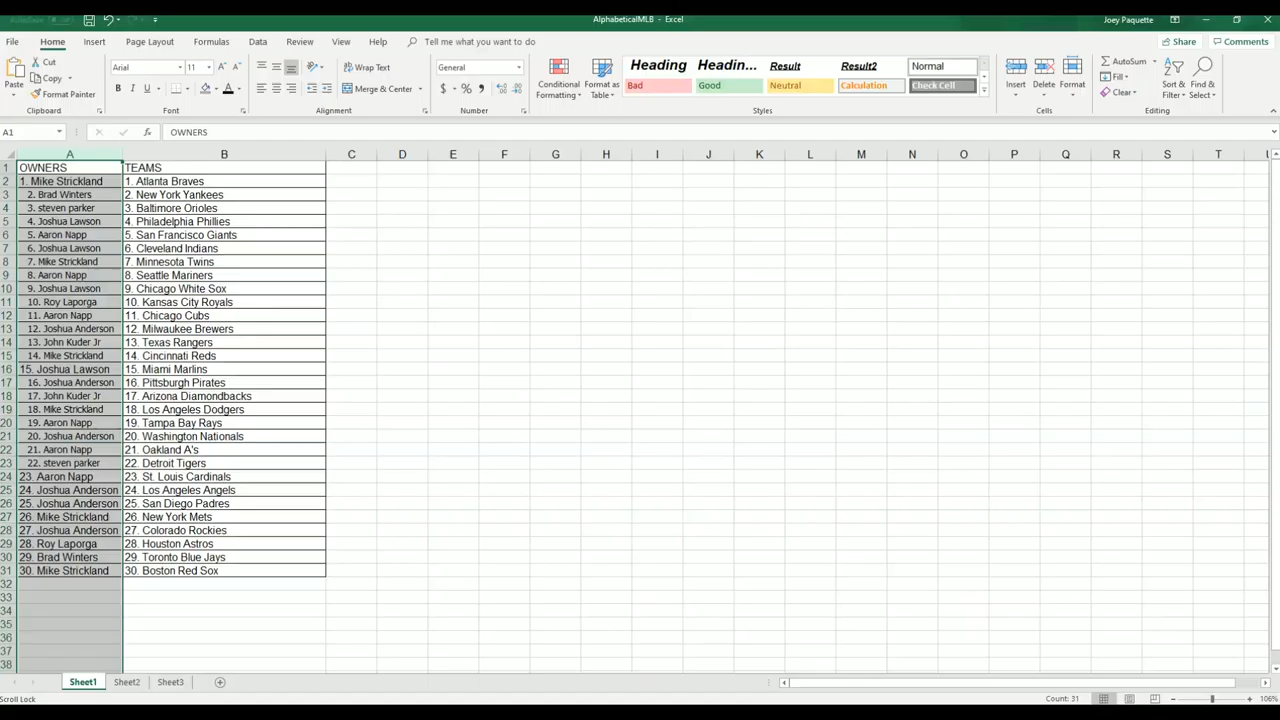 AlphabeticalMLB - Excel
Joey Paquette
File Home Insert Page Layout Formulas Data Review View Help Tell me what you want to do Share Comments
Paste
Cut
Copy
Format Painter
Clipboard
Arial 11
B I U
Font
Wrap Text
Merge & Center
Alignment
General
$ %
Number
Conditional Formatting
Format as Table
Heading Headin... Result Result2 Normal
Bad Good Neutral Calculation Check Cell
Styles
Insert Delete Format
Cells
AutoSum
Fill
Clear
Sort & Filter
Find & Select
Editing
A1 fx OWNERS
A B C D E F G H I J K L M N O P Q R S T U
1 OWNERS TEAMS
2 1. Mike Strickland 1. Atlanta Braves
3 2. Brad Winters 2. New York Yankees
4 3. steven parker 3. Baltimore Orioles
5 4. Joshua Lawson 4. Philadelphia Phillies
6 5. Aaron Napp 5. San Francisco Giants
7 6. Joshua Lawson 6. Cleveland Indians
8 7. Mike Strickland 7. Minnesota Twins
9 8. Aaron Napp 8. Seattle Mariners
10 9. Joshua Lawson 9. Chicago White Sox
11 10. Roy Laporga 10. Kansas City Royals
12 11. Aaron Napp 11. Chicago Cubs
13 12. Joshua Anderson 12. Milwaukee Brewers
14 13. John Kuder Jr 13. Texas Rangers
15 14. Mike Strickland 14. Cincinnati Reds
16 15. Joshua Lawson 15. Miami Marlins
17 16. Joshua Anderson 16. Pittsburgh Pirates
18 17. John Kuder Jr 17. Arizona Diamondbacks
19 18. Mike Strickland 18. Los Angeles Dodgers
20 19. Aaron Napp 19. Tampa Bay Rays
21 20. Joshua Anderson 20. Washington Nationals
22 21. Aaron Napp 21. Oakland A's
23 22. steven parker 22. Detroit Tigers
24 23. Aaron Napp 23. St. Louis Cardinals
25 24. Joshua Anderson 24. Los Angeles Angels
26 25. Joshua Anderson 25. San Diego Padres
27 26. Mike Strickland 26. New York Mets
28 27. Joshua Anderson 27. Colorado Rockies
29 28. Roy Laporga 28. Houston Astros
30 29. Brad Winters 29. Toronto Blue Jays
31 30. Mike Strickland 30. Boston Red Sox
32
33
34
35
36
37
38
Sheet1 Sheet2 Sheet3
Scroll Lock Count: 31 106%